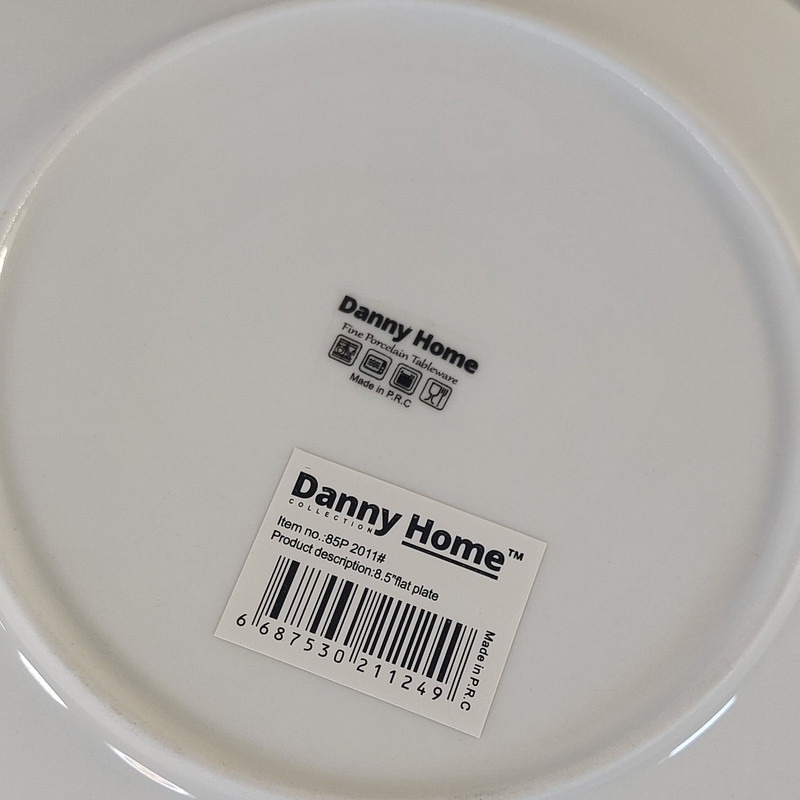 Danny Home
Fine Porcelain Tableware
Made in P.R.C
Danny Home™
COLLECTION
Item no.:85P 2011#
Product description:8.5"flat plate
6 687530 211249
Made in P.R.C